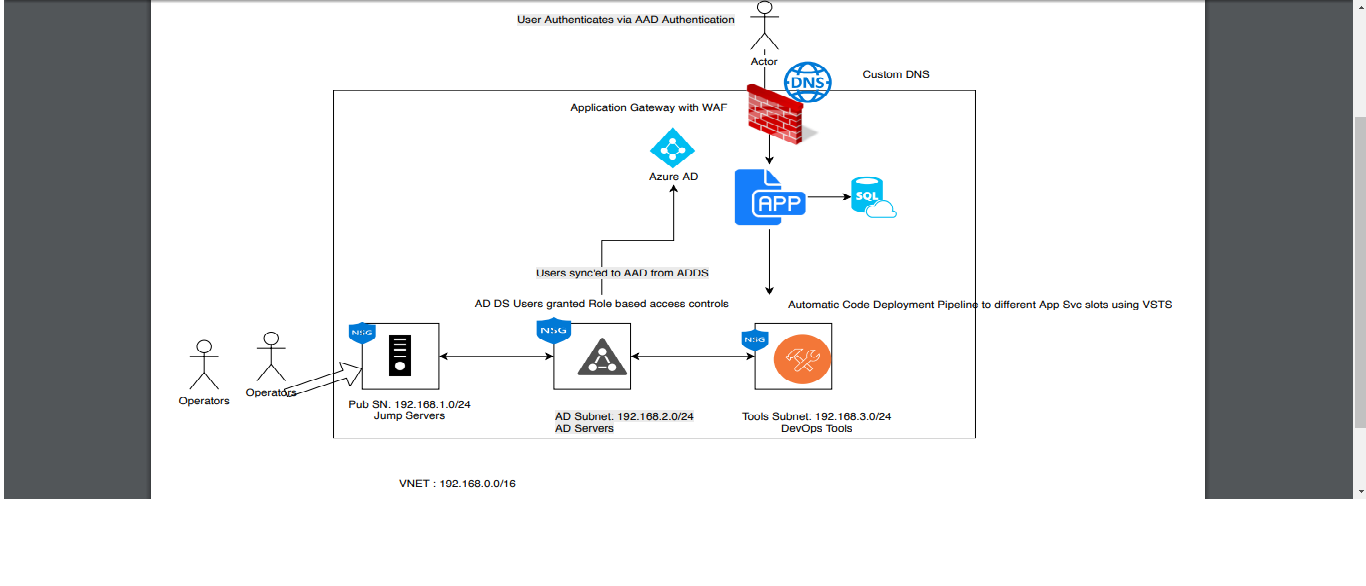 User Authenticates via AAD Authentication
Actor
DNS
Custom DNS
Application Gateway with WAF
Azure AD
APP
SQL
Users sync'ed to AAD from ADDS
AD DS Users granted Role based access controls
Automatic Code Deployment Pipeline to different App Svc slots using VSTS
NSG
NSG
NSG
Operators
Operators
Pub SN. 192.168.1.0/24
Jump Servers
AD Subnet. 192.168.2.0/24
AD Servers
Tools Subnet. 192.168.3.0/24
DevOps Tools
VNET : 192.168.0.0/16